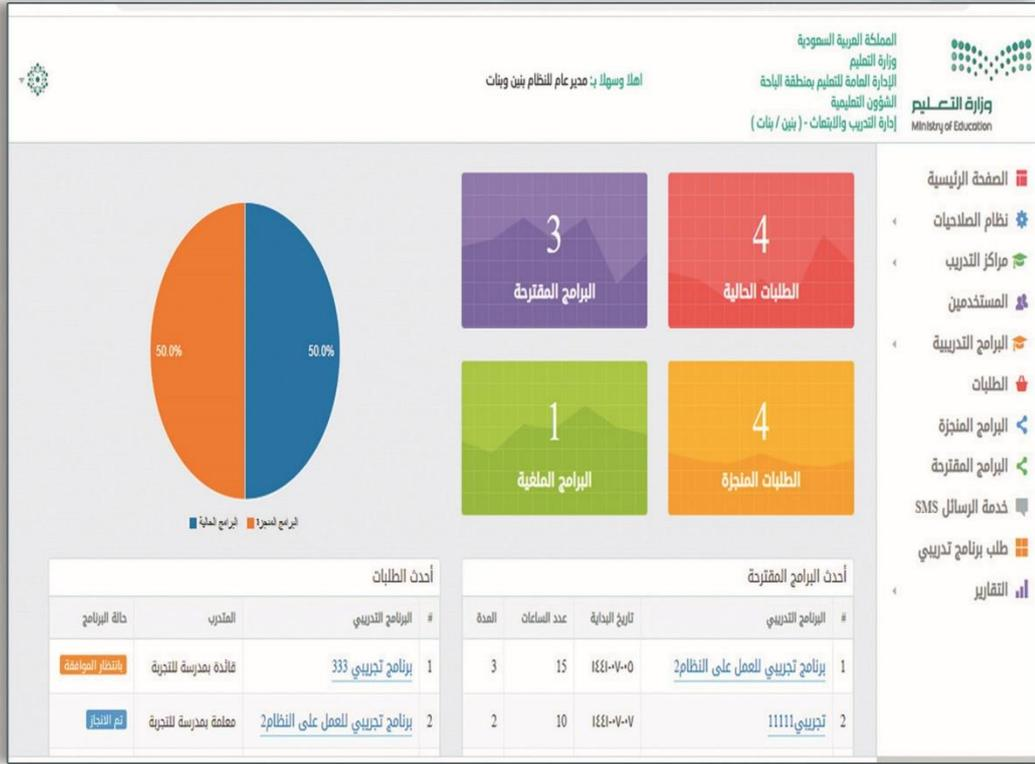 المملكة العربية السعودية
وزارة التعليم
الإدارة العامة للتعليم بمنطقة الباحة
الشؤون التعليمية
إدارة التدريب والابتعاث - ( بنين / بنات )
وزارة التعليم
Ministry of Education
اهلا وسهلا بـ: مدير عام للنظام بنين وبنات
الصفحة الرئيسية
نظام الصلاحيات
مراكز التدريب
المستخدمين
البرامج التدريبية
الطلبات
البرامج المنجزة
البرامج المقترحة
خدمة الرسائل SMS
طلب برنامج تدريبي
التقارير
4
الطلبات الحالية
3
البرامج المقترحة
4
الطلبات المنجزة
1
البرامج الملغية
50.0%
50.0%
البرامج المنجزة البرامج الحالية
أحدث البرامج المقترحة
# البرنامج التدريبي تاريخ البداية عدد الساعات المدة
1 برنامج تجريبي للعمل على النظام2 ١٤٤١-٠٧-٠٥ 15 3
2 تجريبي11111 ١٤٤١-٠٧-٠٧ 10 2
أحدث الطلبات
# البرنامج التدريبي المتدرب حالة البرنامج
1 برنامج تجريبي 333 قائدة بمدرسة للتجربة بانتظار الموافقة
2 برنامج تجريبي للعمل على النظام2 معلمة بمدرسة للتجربة تم الانجاز